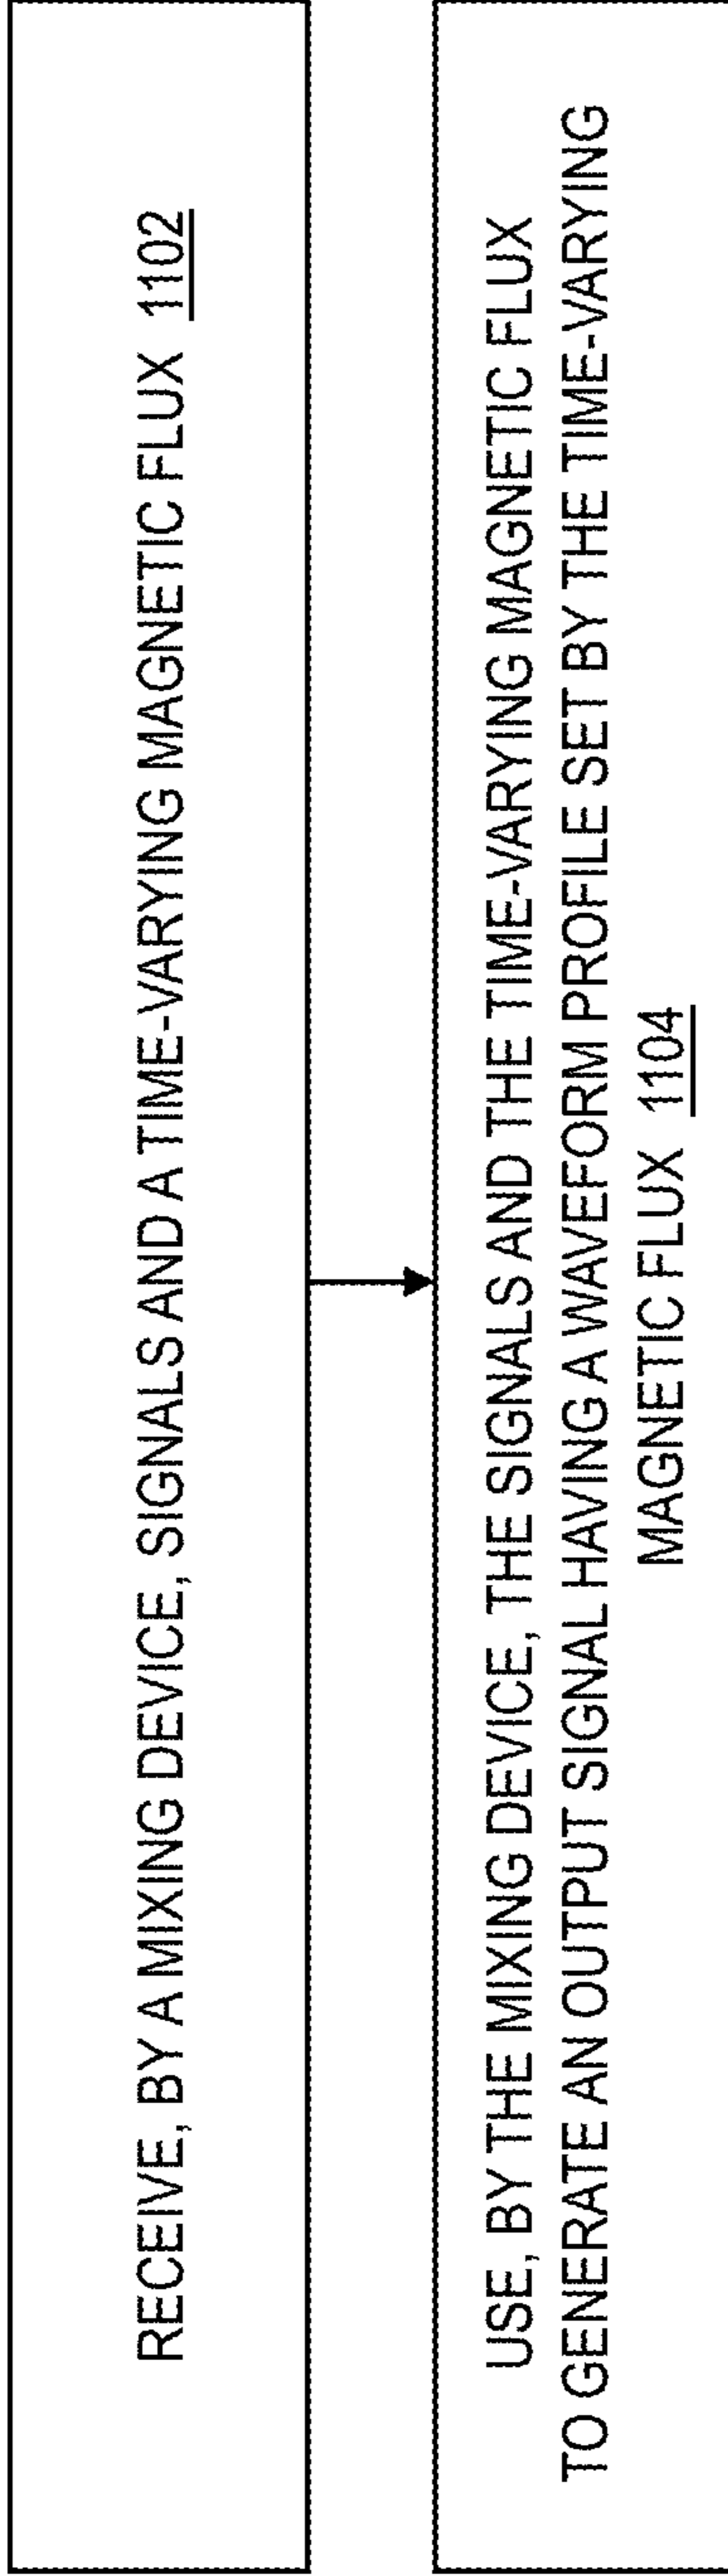 RECEIVE, BY A MIXING DEVICE, SIGNALS AND A TIME-VARYING MAGNETIC FLUX 1102
USE, BY THE MIXING DEVICE, THE SIGNALS AND THE TIME-VARYING MAGNETIC FLUX
TO GENERATE AN OUTPUT SIGNAL HAVING A WAVEFORM PROFILE SET BY THE TIME-VARYING
MAGNETIC FLUX 1104